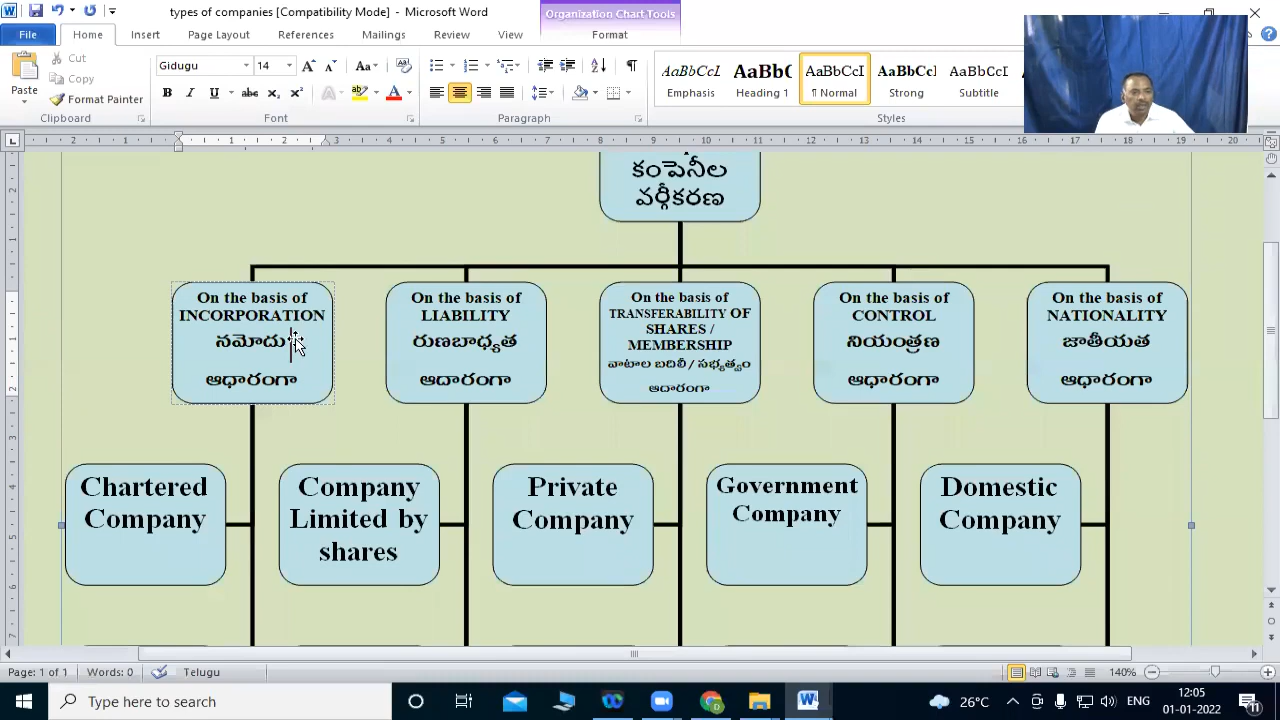 types of companies [Compatibility Mode] - Microsoft Word
Organization Chart Tools
File Home Insert Page Layout References Mailings Review View Format
Paste
Cut
Copy
Format Painter
Clipboard
Gidugu 14
Font
Paragraph
AaBbCcI Emphasis
AaBbC Heading 1
AaBbCcI ¶ Normal
AaBbCcI Strong
AaBbCcI Subtitle
Styles
కంపెనీల
వర్గీకరణ
On the basis of
INCORPORATION
నమోదు
ఆధారంగా
On the basis of
LIABILITY
రుణబాధ్యత
ఆదారంగా
On the basis of
TRANSFERABILITY OF
SHARES /
MEMBERSHIP
వాటాల బదిలీ / సభ్యత్వం
ఆదారంగా
On the basis of
CONTROL
నియంత్రణ
ఆధారంగా
On the basis of
NATIONALITY
జాతీయత
ఆధారంగా
Chartered
Company
Company
Limited by
shares
Private
Company
Government
Company
Domestic
Company
Page: 1 of 1 Words: 0 Telugu 140%
Type here to search
26°C ENG
12:05
01-01-2022
11